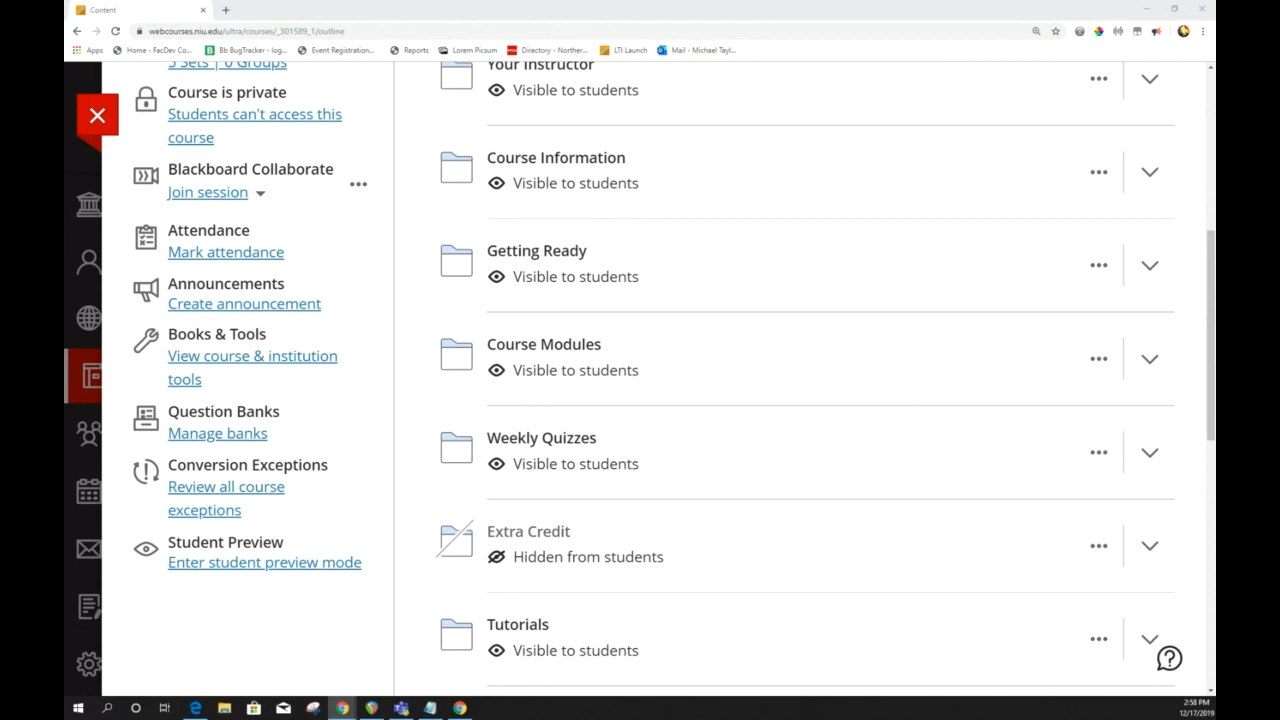 Content
webcourses.niu.edu/ultra/courses/_301589_1/outline
Apps
Home - FacDev Co...
Bb BugTracker - log...
Event Registration...
Reports
Lorem Picsum
Directory - Norther...
LTI Launch
Mail - Michael Tayl...
5 Sets | 0 Groups
Course is private
Students can't access this
course
Blackboard Collaborate
Join session
Attendance
Mark attendance
Announcements
Create announcement
Books & Tools
View course & institution
tools
Question Banks
Manage banks
Conversion Exceptions
Review all course
exceptions
Student Preview
Enter student preview mode
Your Instructor
Visible to students
Course Information
Visible to students
Getting Ready
Visible to students
Course Modules
Visible to students
Weekly Quizzes
Visible to students
Extra Credit
Hidden from students
Tutorials
Visible to students
2:58 PM
12/17/2019